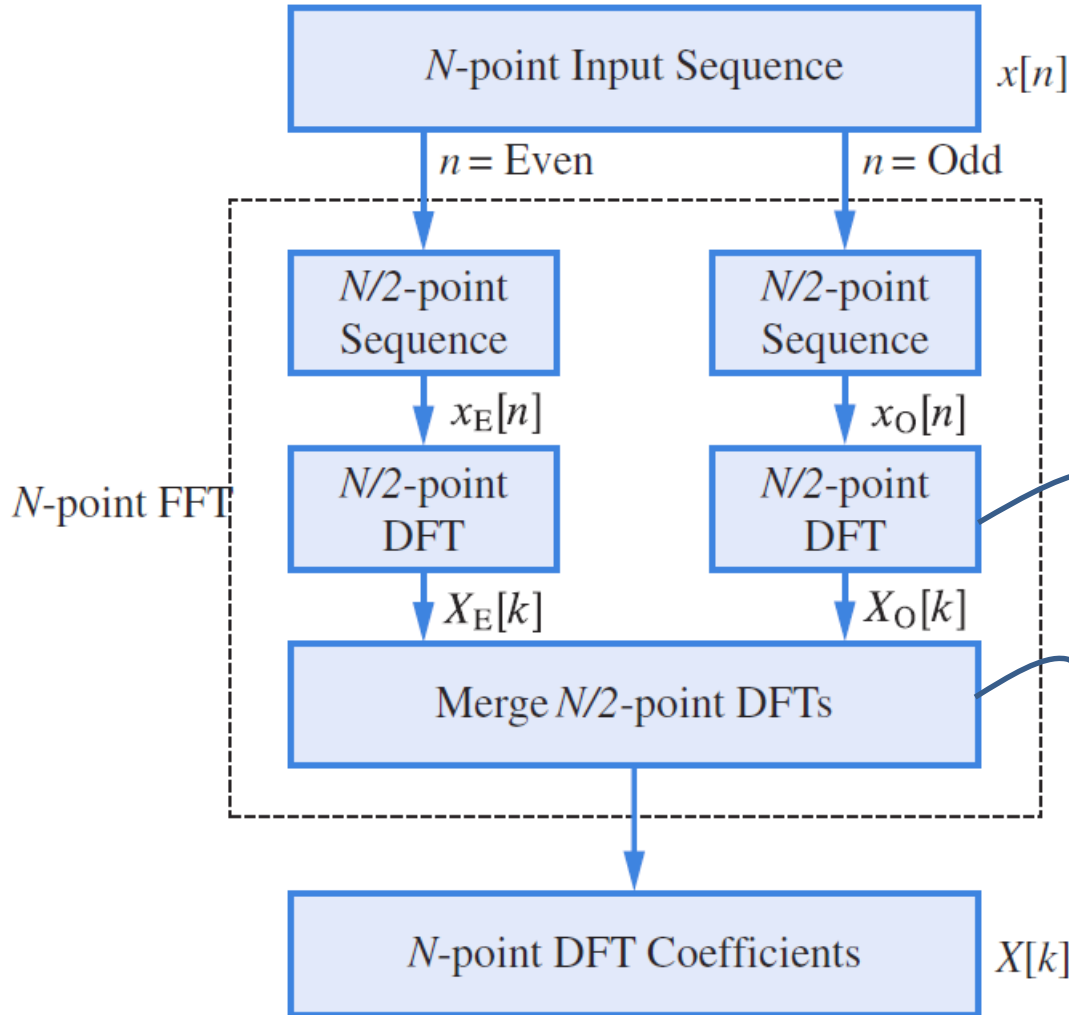 N-point Input Sequence
x[n]
n = Even
n = Odd
N/2-point
Sequence
N/2-point
Sequence
x_E[n]
x_O[n]
N-point FFT
N/2-point
DFT
N/2-point
DFT
X_E[k]
X_O[k]
Merge N/2-point DFTs
N-point DFT Coefficients
X[k]